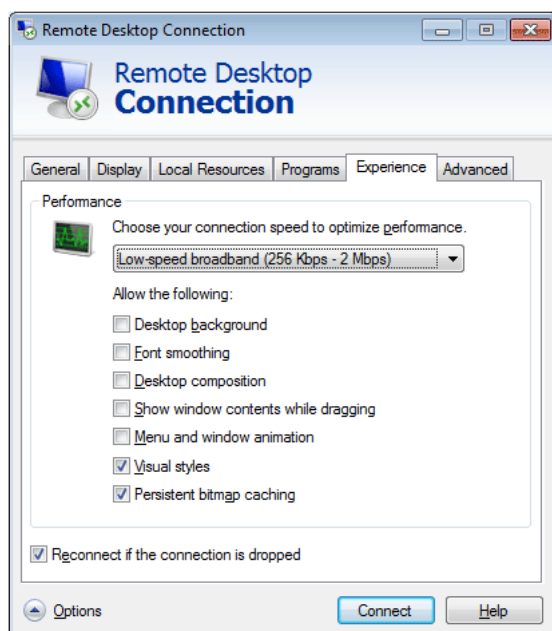 Remote Desktop Connection
Remote Desktop
Connection
General Display Local Resources Programs Experience Advanced
Performance
Choose your connection speed to optimize performance.
Low-speed broadband (256 Kbps - 2 Mbps)
Allow the following:
Desktop background
Font smoothing
Desktop composition
Show window contents while dragging
Menu and window animation
Visual styles
Persistent bitmap caching
Reconnect if the connection is dropped
Options Connect Help